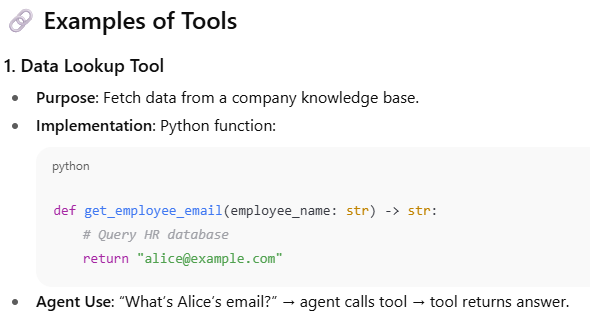 🔗 Examples of Tools
1. Data Lookup Tool
• Purpose: Fetch data from a company knowledge base.
• Implementation: Python function:
python
def get_employee_email(employee_name: str) -> str:
    # Query HR database
    return "alice@example.com"
• Agent Use: “What’s Alice’s email?” → agent calls tool → tool returns answer.